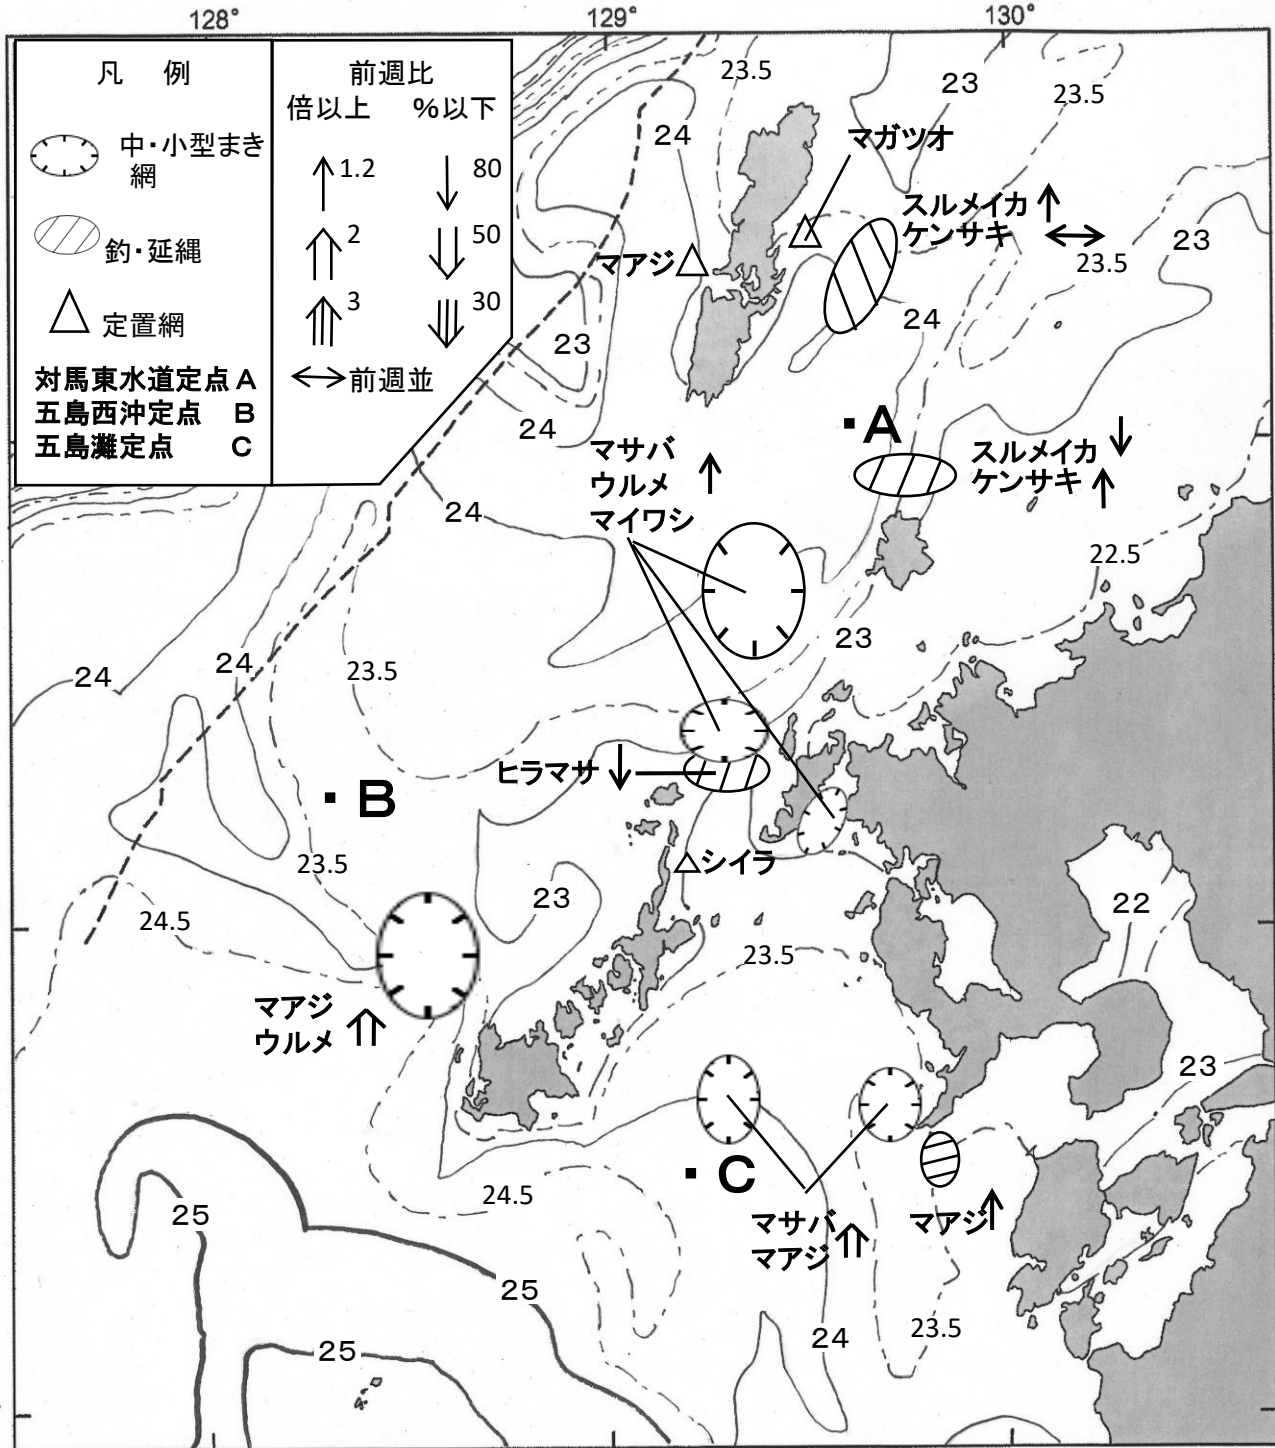 128°
129°
130°
凡 例
中・小型まき
網
釣・延縄
定置網
対馬東水道定点 A
五島西沖定点 B
五島灘定点 C
前週比
倍以上 %以下
1.2 80
2 50
3 30
前週並
23.5
23
23.5
24
マガツオ
スルメイカ
ケンサキ
23
23.5
マアジ
24
23
24
A
マサバ
ウルメ
マイワシ
スルメイカ
ケンサキ
24
22.5
23
24
24
23.5
ヒラマサ
B
23.5
シイラ
23
22
24.5
23.5
マアジ
ウルメ
23
C
24.5
25
マサバ
マアジ
マアジ
25
24
23.5
25